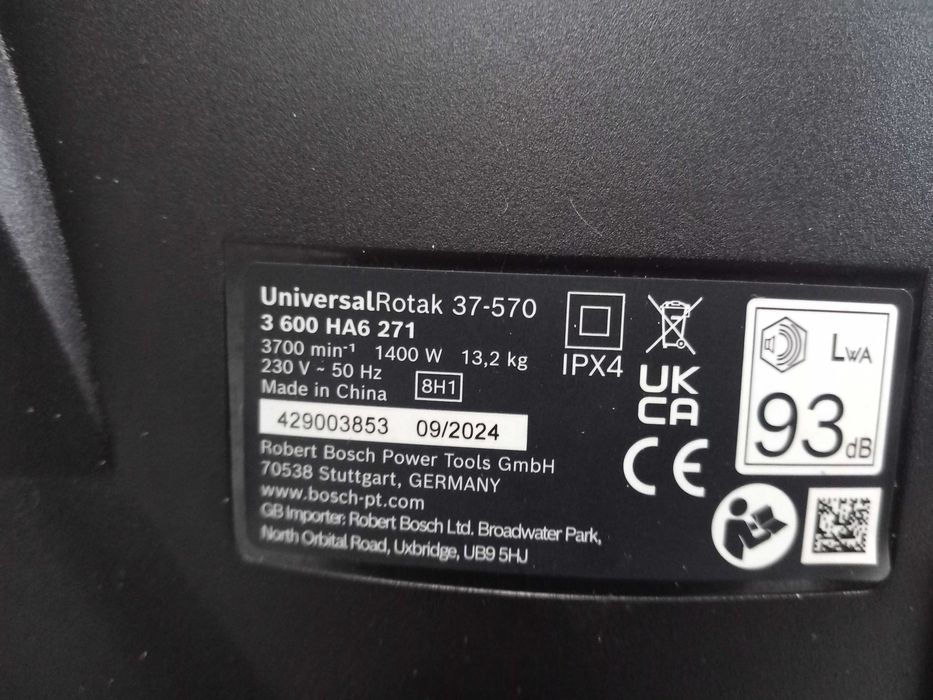 UniversalRotak 37-570
3 600 HA6 271
3700 min⁻¹ 1400 W 13,2 kg
230 V ~ 50 Hz
Made in China 8H1
429003853 09/2024
Robert Bosch Power Tools GmbH
70538 Stuttgart, GERMANY
www.bosch-pt.com
GB Importer: Robert Bosch Ltd. Broadwater Park,
North Orbital Road, Uxbridge, UB9 5HJ
IPX4
UK
CA
CE
LWA
93 dB